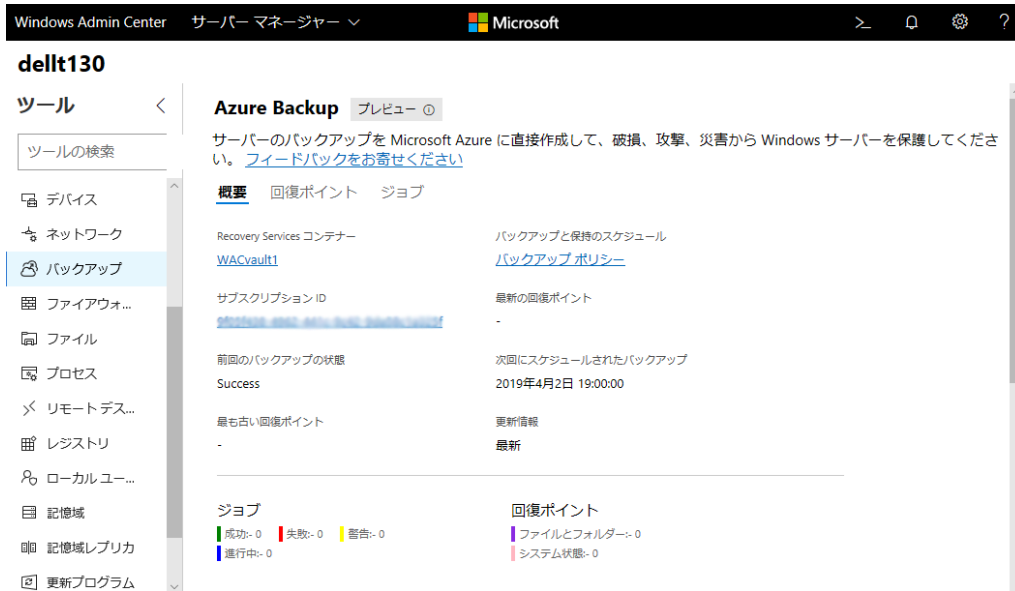 Windows Admin Center サーバー マネージャー Microsoft
dellt130
ツール
ツールの検索
デバイス
ネットワーク
バックアップ
ファイアウォ...
ファイル
プロセス
リモート デス...
レジストリ
ローカル ユー...
記憶域
記憶域レプリカ
更新プログラム
Azure Backup プレビュー
サーバーのバックアップを Microsoft Azure に直接作成して、破損、攻撃、災害から Windows サーバーを保護してくださ
い。 フィードバックをお寄せください
概要 回復ポイント ジョブ
Recovery Services コンテナー バックアップと保持のスケジュール
WACvault1 バックアップ ポリシー
サブスクリプション ID 最新の回復ポイント
-
前回のバックアップの状態 次回にスケジュールされたバックアップ
Success 2019年4月2日 19:00:00
最も古い回復ポイント 更新情報
- 最新
ジョブ 回復ポイント
成功:- 0 失敗:- 0 警告:- 0 ファイルとフォルダー:- 0
進行中:- 0 システム状態:- 0